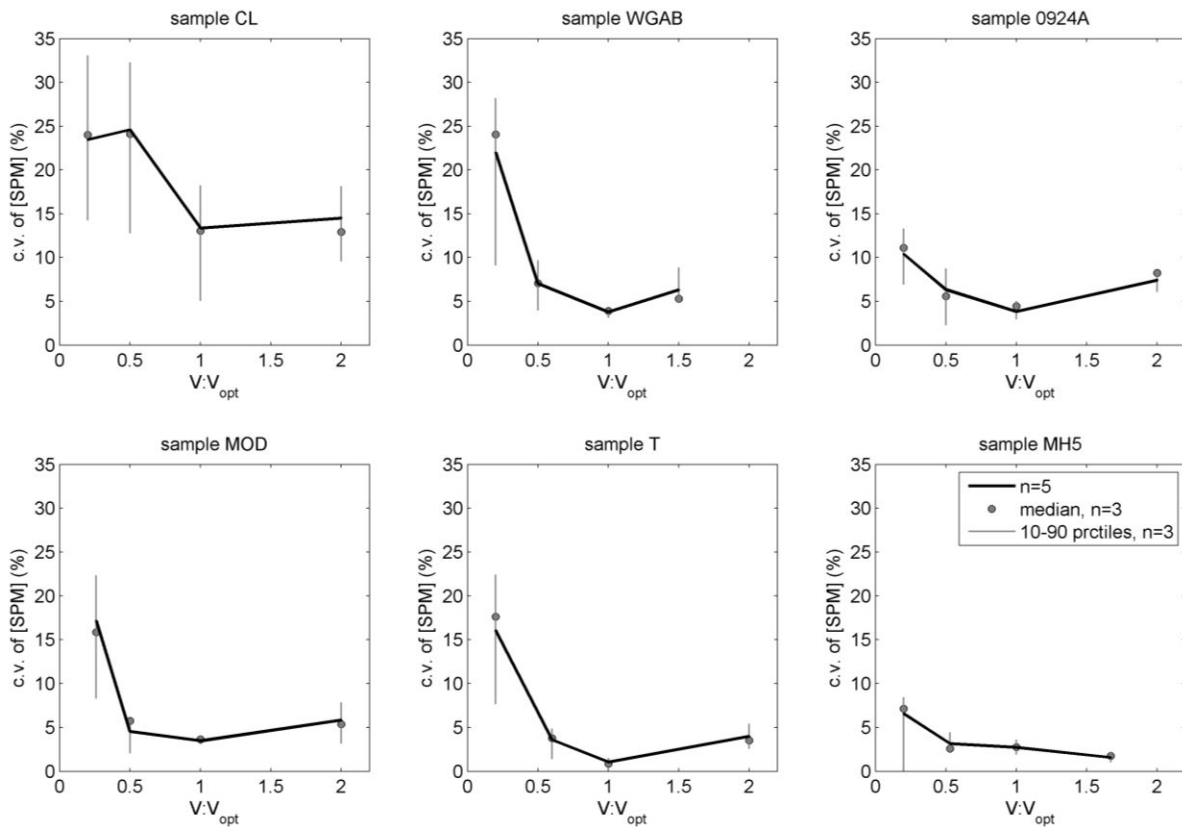 sample CL
35
30
25
20
15
10
5
0
c.v. of [SPM] (%)
0 0.5 1 1.5 2
V:Vopt
sample WGAB
35
30
25
20
15
10
5
0
c.v. of [SPM] (%)
0 0.5 1 1.5 2
V:Vopt
sample 0924A
35
30
25
20
15
10
5
0
c.v. of [SPM] (%)
0 0.5 1 1.5 2
V:Vopt
sample MOD
35
30
25
20
15
10
5
0
c.v. of [SPM] (%)
0 0.5 1 1.5 2
V:Vopt
sample T
35
30
25
20
15
10
5
0
c.v. of [SPM] (%)
0 0.5 1 1.5 2
V:Vopt
sample MH5
35
30
25
20
15
10
5
0
c.v. of [SPM] (%)
n=5
median, n=3
10-90 prctiles, n=3
0 0.5 1 1.5 2
V:Vopt